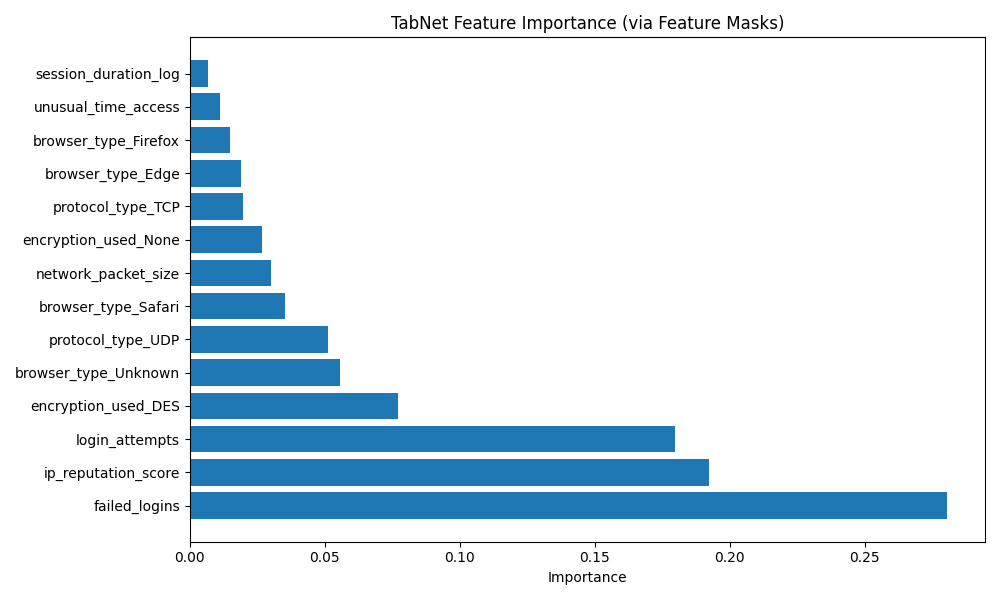 TabNet Feature Importance (via Feature Masks)
session_duration_log
unusual_time_access
browser_type_Firefox
browser_type_Edge
protocol_type_TCP
encryption_used_None
network_packet_size
browser_type_Safari
protocol_type_UDP
browser_type_Unknown
encryption_used_DES
login_attempts
ip_reputation_score
failed_logins
0.00 0.05 0.10 0.15 0.20 0.25
Importance